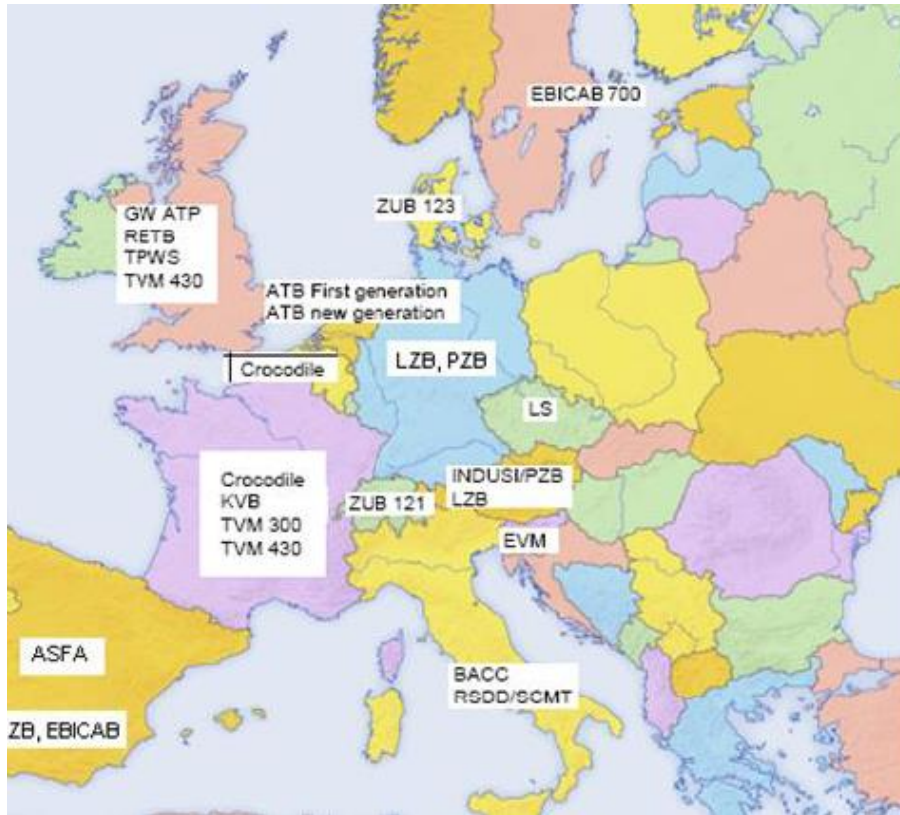 EBICAB 700
ZUB 123
GW ATP
RETB
TPWS
TVM 430
ATB First generation
ATB new generation
Crocodile
LZB, PZB
LS
INDUSI/PZB
LZB
ZUB 121
Crocodile
KVB
TVM 300
TVM 430
EVM
ASFA
ZB, EBICAB
BACC
RSDD/SCMT